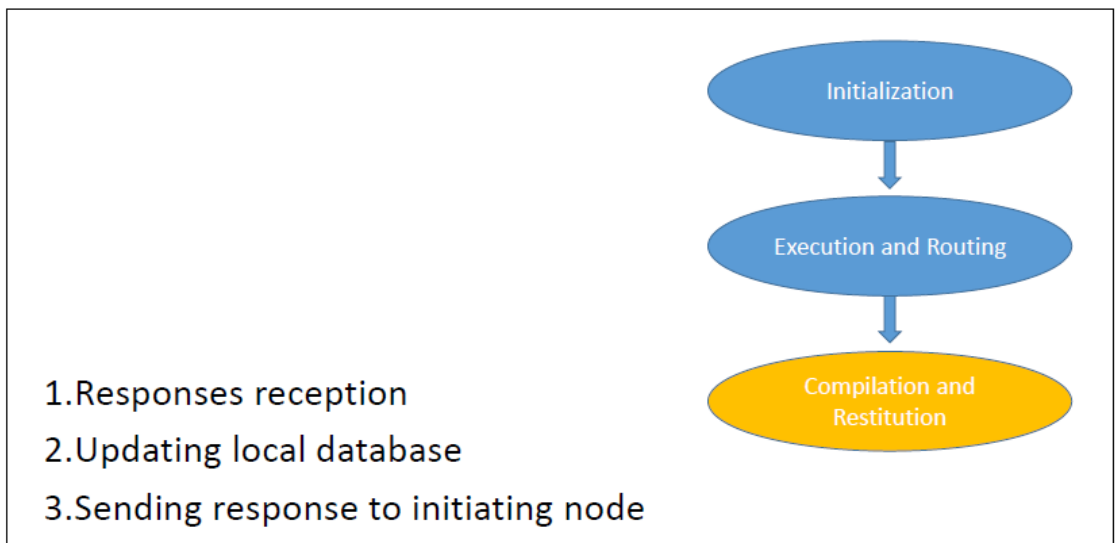 Initialization
Execution and Routing
Compilation and
Restitution
1.Responses reception
2.Updating local database
3.Sending response to initiating node